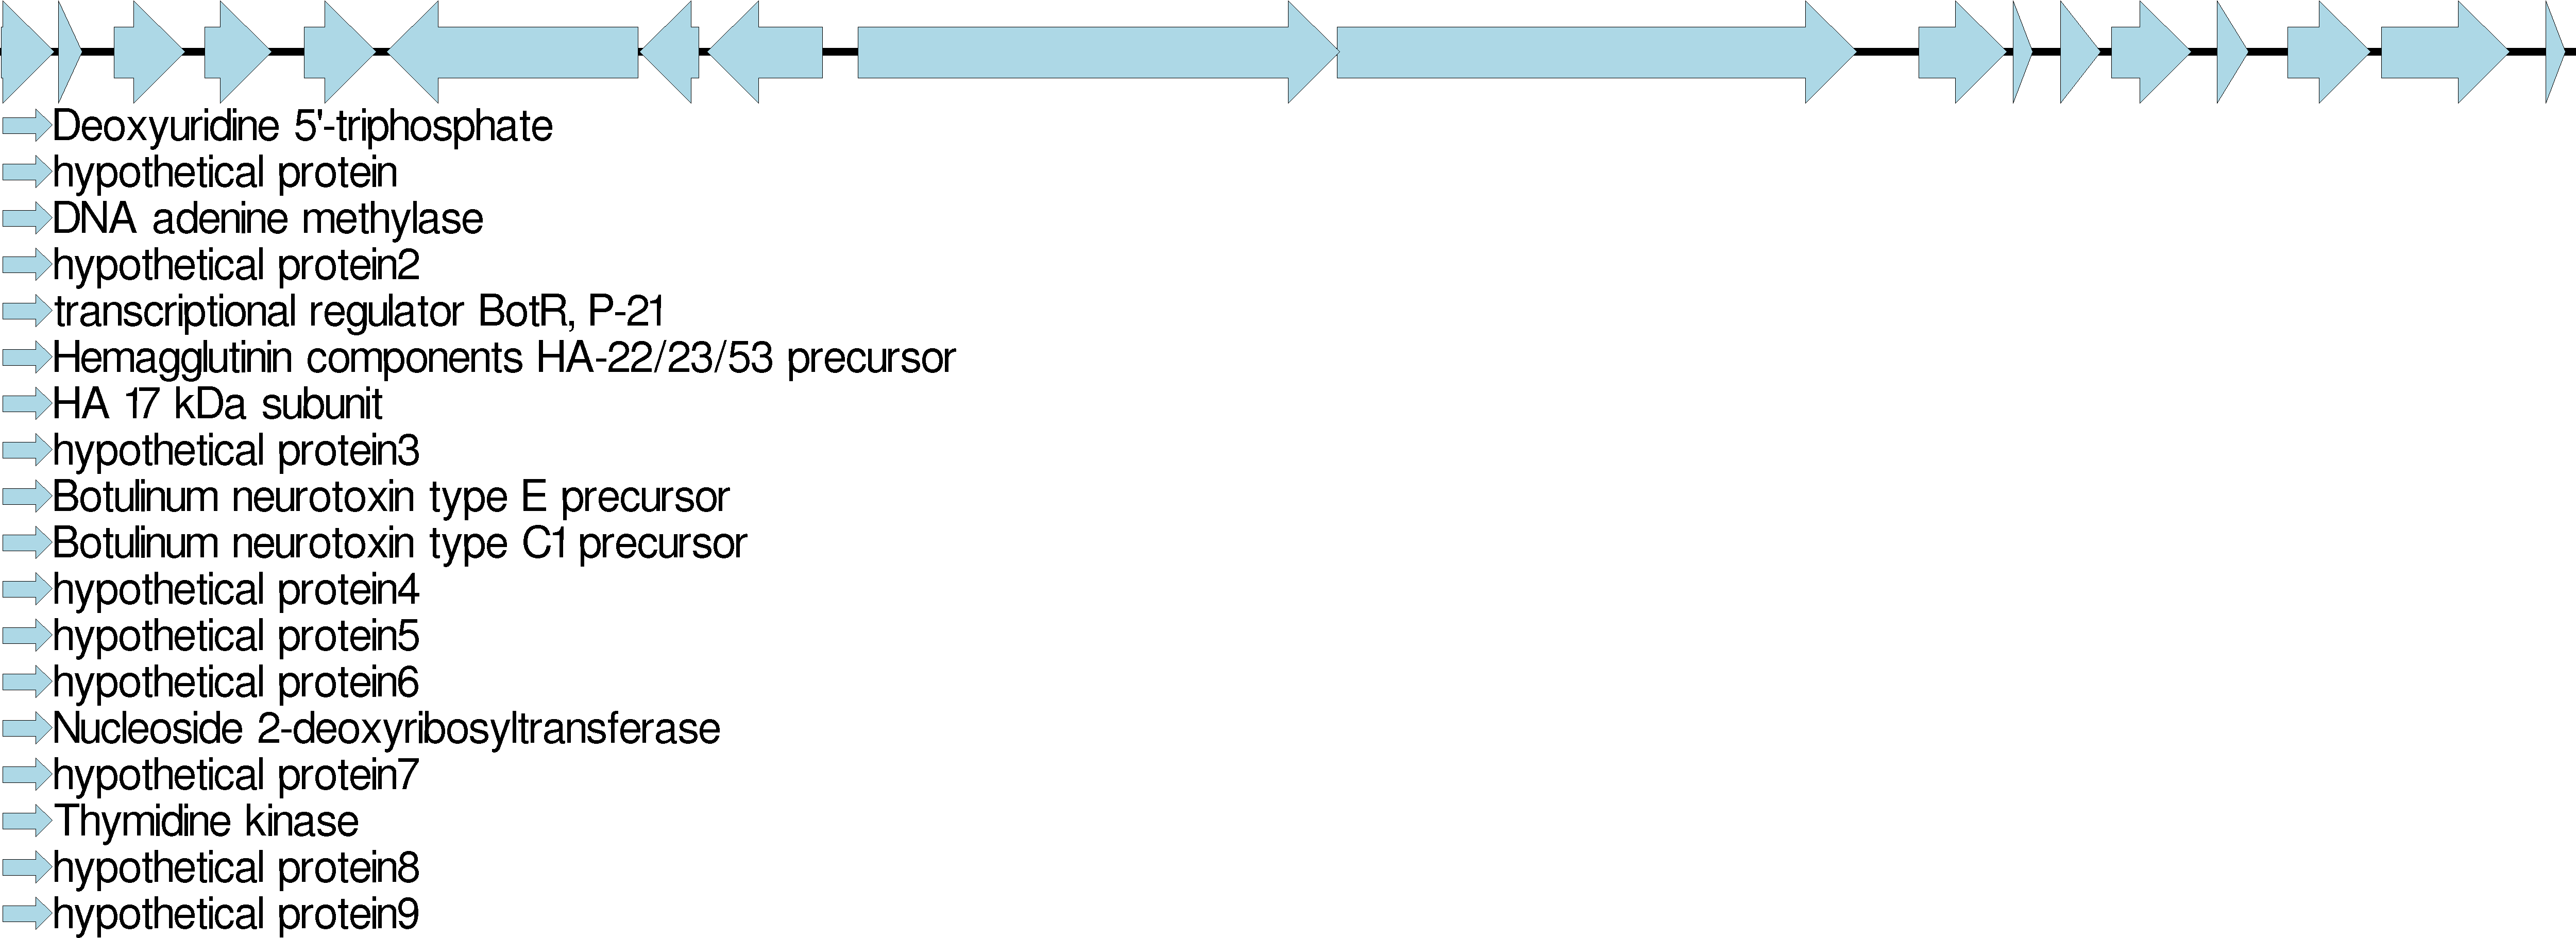 Deoxyuridine 5'-triphosphate
hypothetical protein
DNA adenine methylase
hypothetical protein2
transcriptional regulator BotR, P-21
Hemagglutinin components HA-22/23/53 precursor
HA 17 kDa subunit
hypothetical protein3
Botulinum neurotoxin type E precursor
Botulinum neurotoxin type C1 precursor
hypothetical protein4
hypothetical protein5
hypothetical protein6
Nucleoside 2-deoxyribosyltransferase
hypothetical protein7
Thymidine kinase
hypothetical protein8
hypothetical protein9